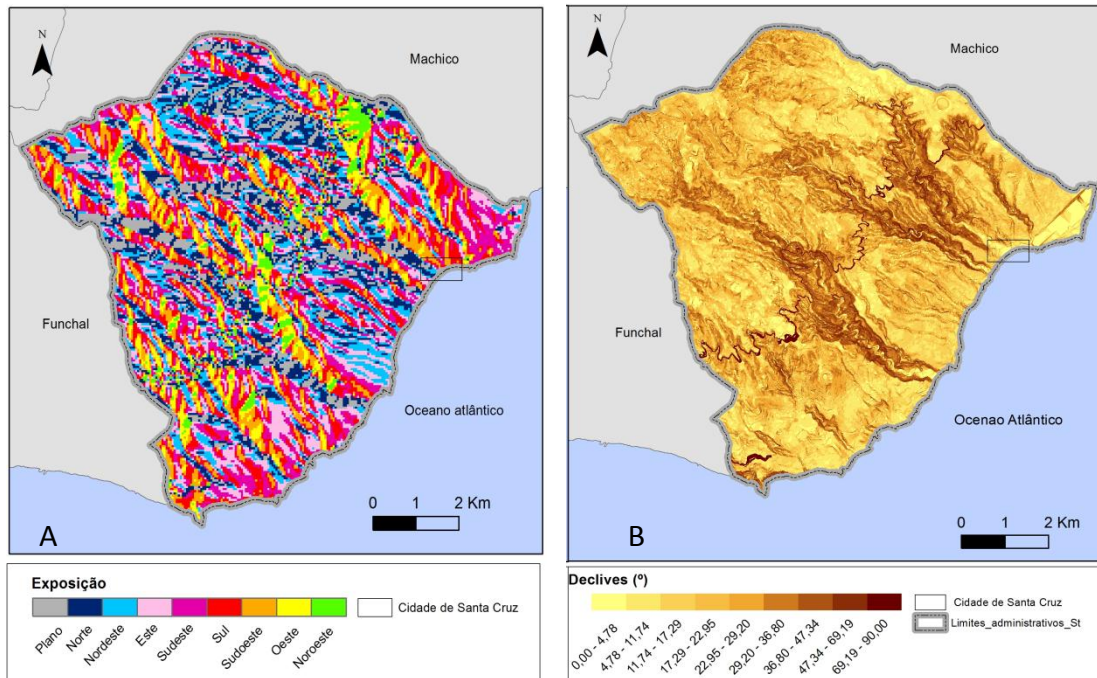 N
Machico
Funchal
Oceano atlântico
0 1 2 Km
A
Exposição
Plano
Norte
Nordeste
Este
Sudeste
Sul
Sudoeste
Oeste
Noroeste
Cidade de Santa Cruz
N
Machico
Funchal
Ocenao Atlântico
0 1 2 Km
B
Declives (º)
0,00 - 4,78
4,78 - 11,74
11,74 - 17,29
17,29 - 22,95
22,95 - 29,20
29,20 - 36,80
36,80 - 47,34
47,34 - 69,19
69,19 - 90,00
Cidade de Santa Cruz
Limites_administrativos_St